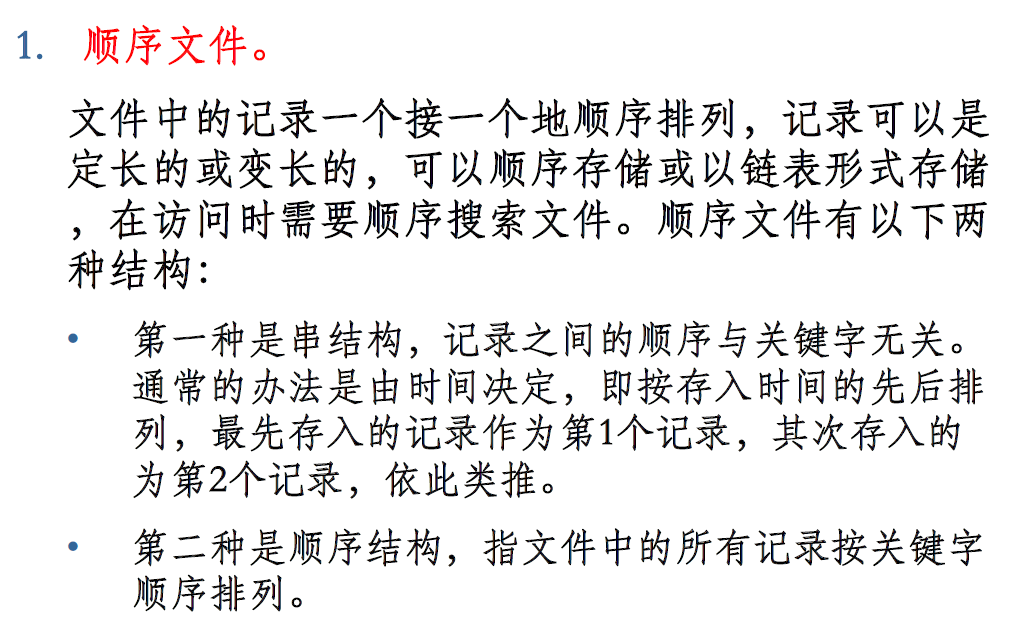 1. 顺序文件。
文件中的记录一个接一个地顺序排列，记录可以是
定长的或变长的，可以顺序存储或以链表形式存储
，在访问时需要顺序搜索文件。顺序文件有以下两
种结构：
• 第一种是串结构，记录之间的顺序与关键字无关。
通常的办法是由时间决定，即按存入时间的先后排
列，最先存入的记录作为第1个记录，其次存入的
为第2个记录，依此类推。
• 第二种是顺序结构，指文件中的所有记录按关键字
顺序排列。